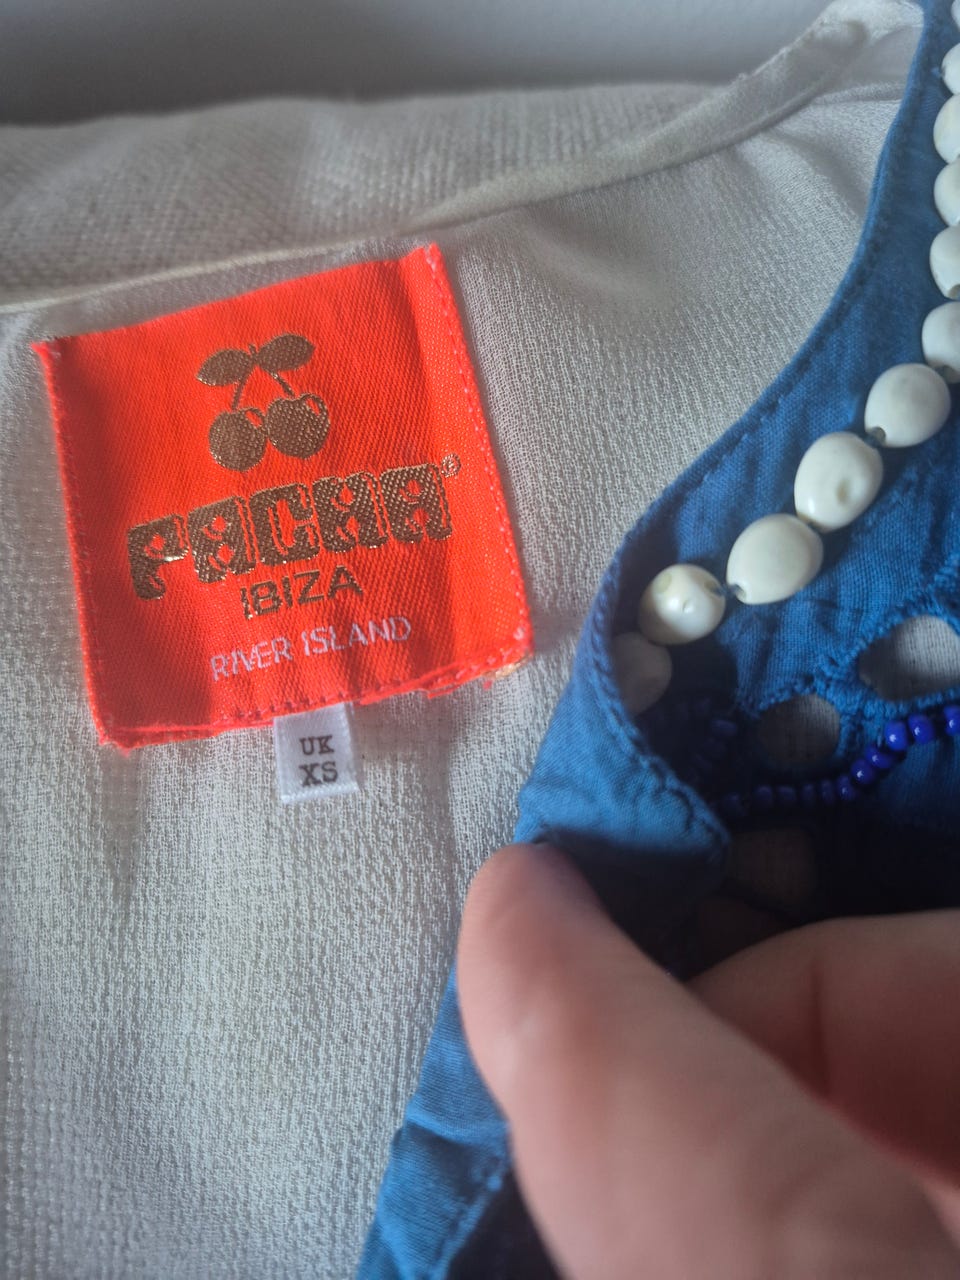 PACHA®
IBIZA
RIVER ISLAND
UK
XS